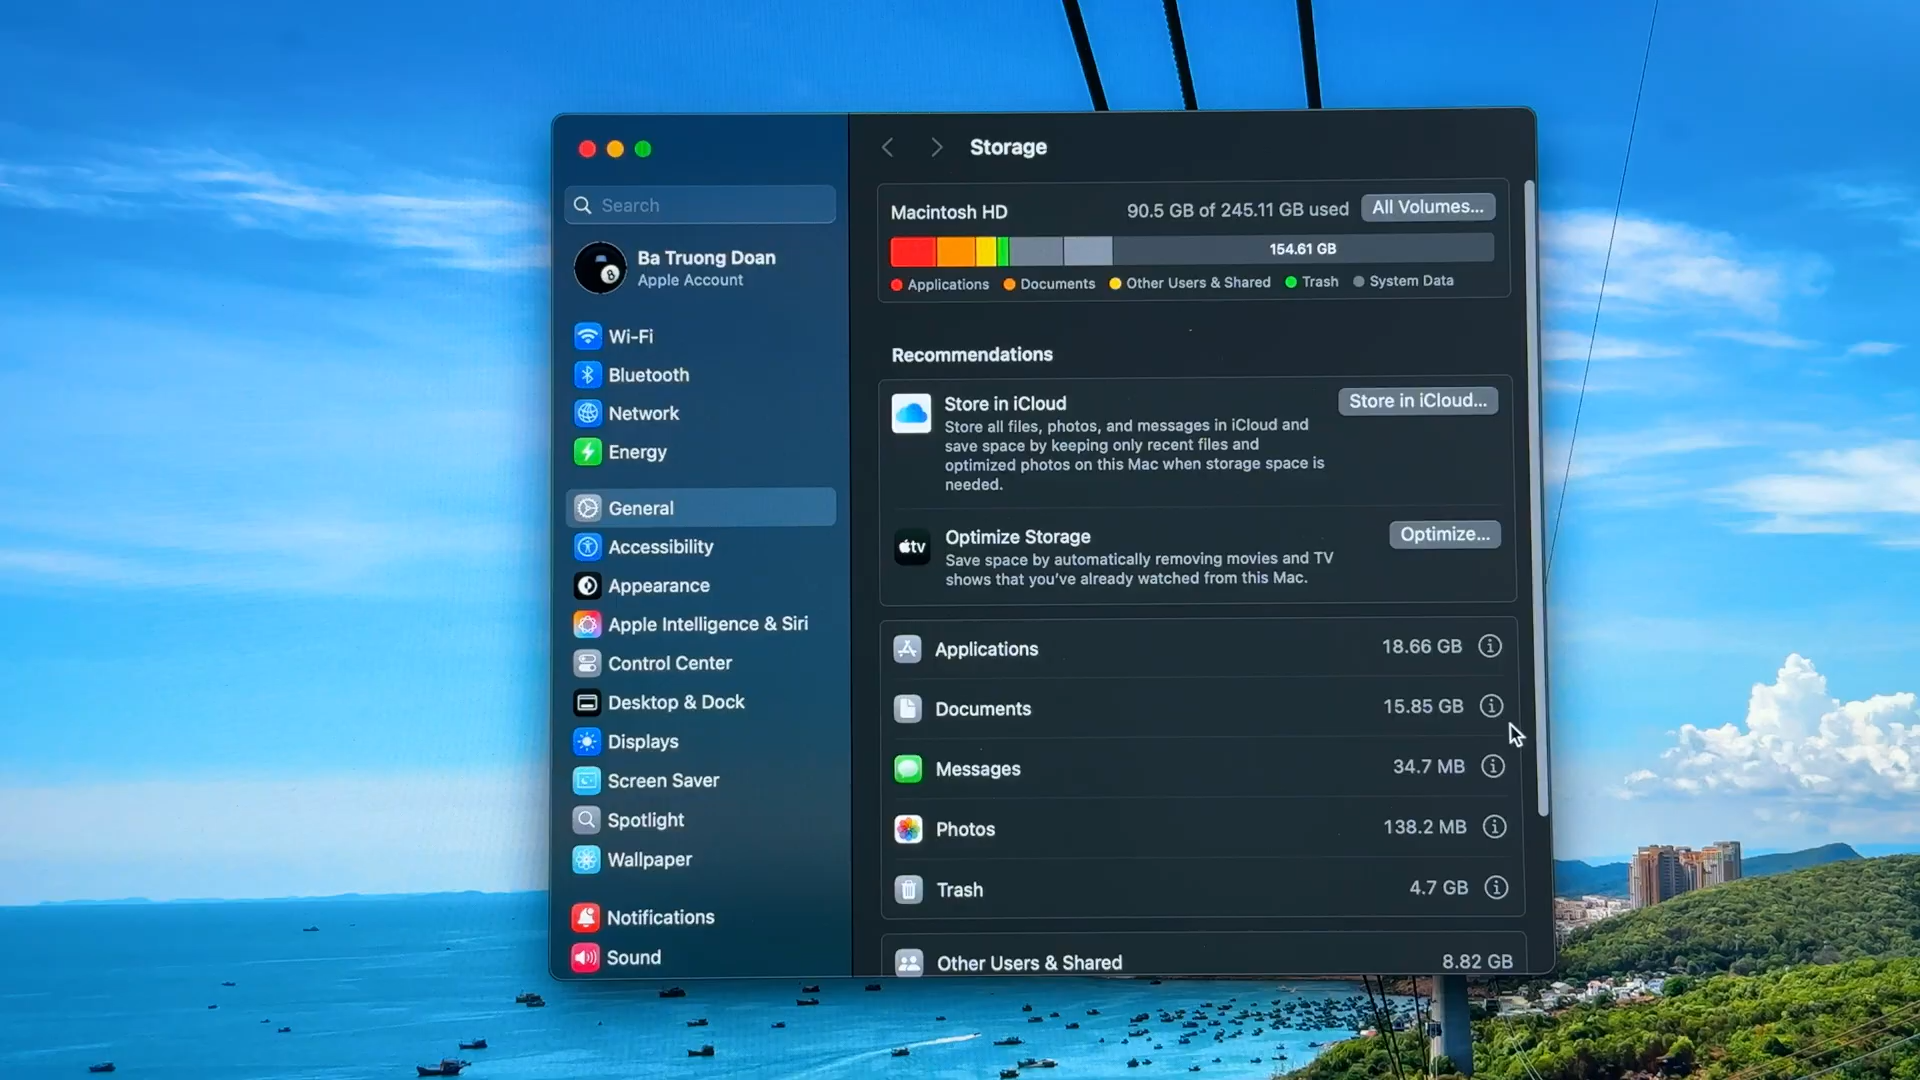 Storage
Search
Ba Truong Doan
Apple Account
Wi-Fi
Bluetooth
Network
Energy
General
Accessibility
Appearance
Apple Intelligence & Siri
Control Center
Desktop & Dock
Displays
Screen Saver
Spotlight
Wallpaper
Notifications
Sound
Macintosh HD
90.5 GB of 245.11 GB used
All Volumes...
154.61 GB
Applications
Documents
Other Users & Shared
Trash
System Data
Recommendations
Store in iCloud
Store in iCloud...
Store all files, photos, and messages in iCloud and
save space by keeping only recent files and
optimized photos on this Mac when storage space is
needed.
tv
Optimize Storage
Optimize...
Save space by automatically removing movies and TV
shows that you've already watched from this Mac.
Applications 18.66 GB
Documents 15.85 GB
Messages 34.7 MB
Photos 138.2 MB
Trash 4.7 GB
Other Users & Shared 8.82 GB